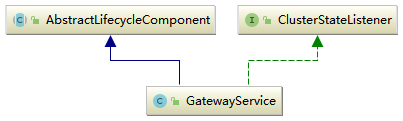 C AbstractLifecycleComponent
I ClusterStateListener
C GatewayService